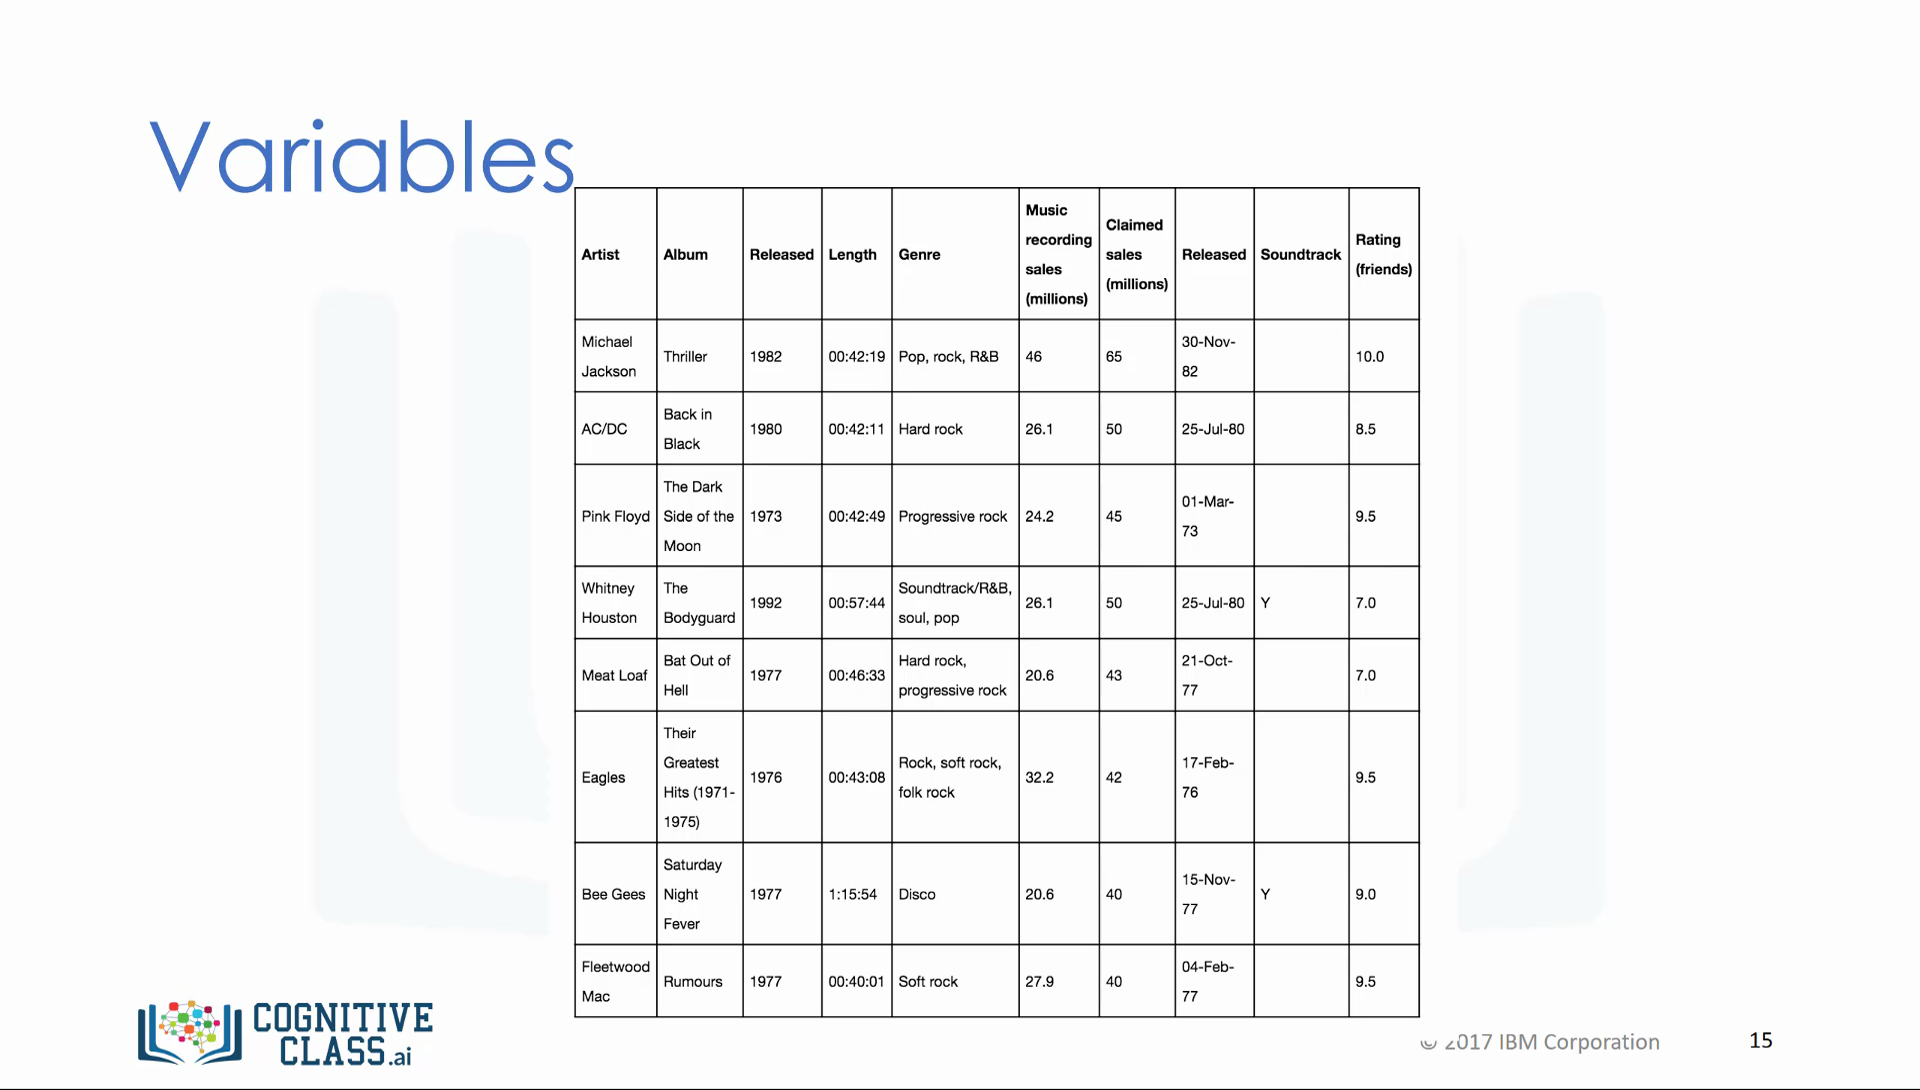 Variables
Artist Album Released Length Genre Music recording sales (millions) Claimed sales (millions) Released Soundtrack Rating (friends)
Michael Jackson Thriller 1982 00:42:19 Pop, rock, R&B 46 65 30-Nov-82 10.0
AC/DC Back in Black 1980 00:42:11 Hard rock 26.1 50 25-Jul-80 8.5
Pink Floyd The Dark Side of the Moon 1973 00:42:49 Progressive rock 24.2 45 01-Mar-73 9.5
Whitney Houston The Bodyguard 1992 00:57:44 Soundtrack/R&B, soul, pop 26.1 50 25-Jul-80 Y 7.0
Meat Loaf Bat Out of Hell 1977 00:46:33 Hard rock, progressive rock 20.6 43 21-Oct-77 7.0
Eagles Their Greatest Hits (1971-1975) 1976 00:43:08 Rock, soft rock, folk rock 32.2 42 17-Feb-76 9.5
Bee Gees Saturday Night Fever 1977 1:15:54 Disco 20.6 40 15-Nov-77 Y 9.0
Fleetwood Mac Rumours 1977 00:40:01 Soft rock 27.9 40 04-Feb-77 9.5
COGNITIVE
CLASS.ai
© 2017 IBM Corporation
15